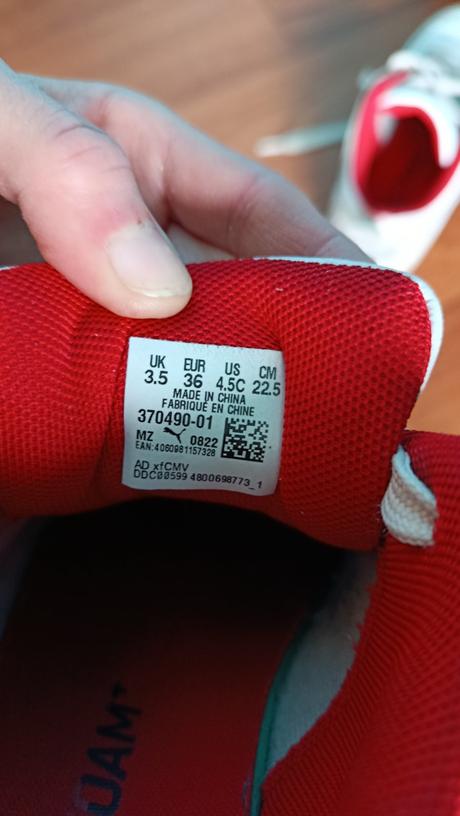 UK EUR US CM
3.5 36 4.5C 22.5
MADE IN CHINA
FABRIQUÉ EN CHINE
370490-01
MZ 0822
EAN:4060981157328
AD xfCMV
DDC00599 4800698773_1